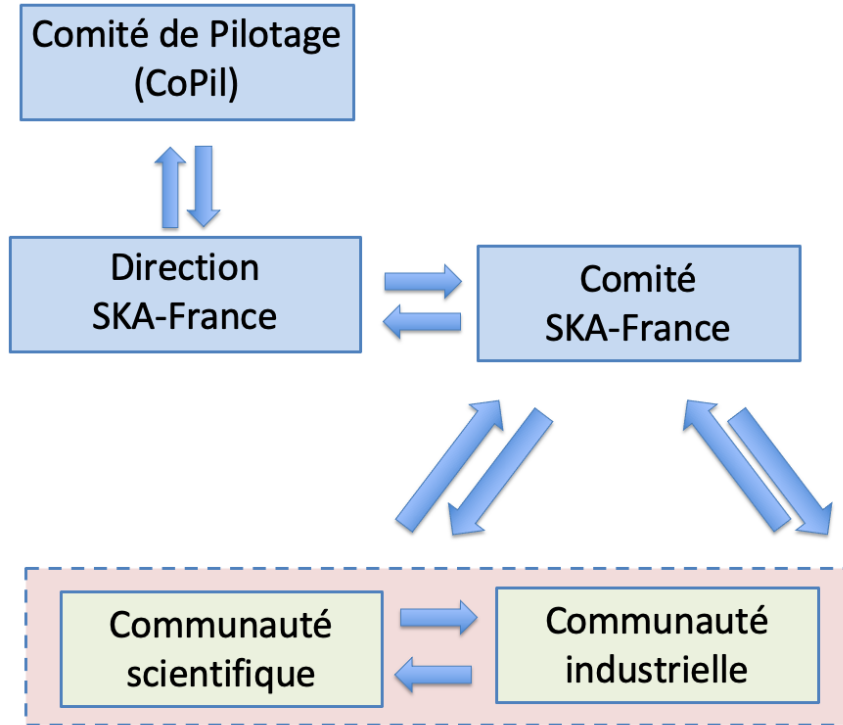 Comité de Pilotage
(CoPil)
Direction
SKA-France
Comité
SKA-France
Communauté
scientifique
Communauté
industrielle